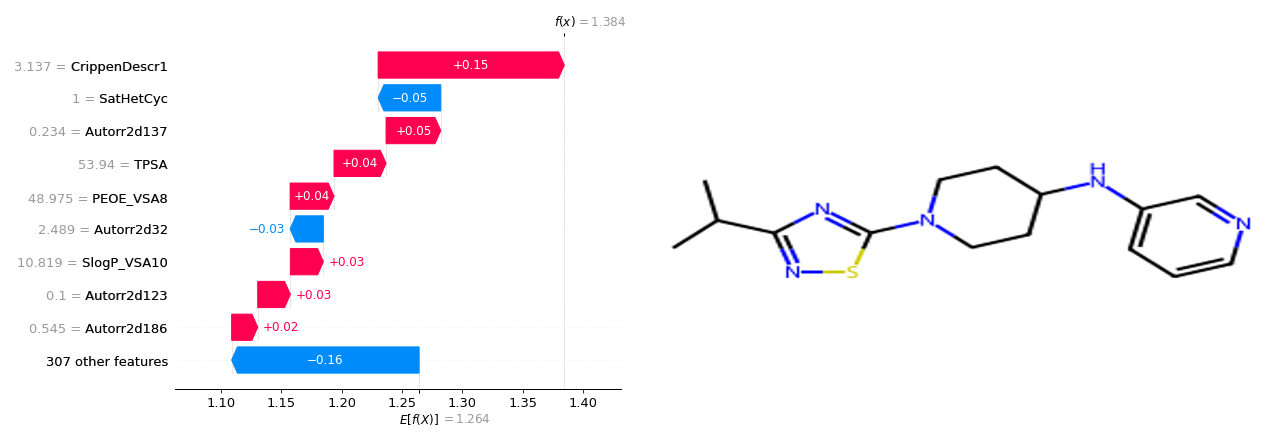 f(x) = 1.384
3.137 = CrippenDescr1
+0.15
1 = SatHetCyc
−0.05
0.234 = Autorr2d137
+0.05
53.94 = TPSA
+0.04
48.975 = PEOE_VSA8
+0.04
2.489 = Autorr2d32
−0.03
10.819 = SlogP_VSA10
+0.03
0.1 = Autorr2d123
+0.03
0.545 = Autorr2d186
+0.02
307 other features
−0.16
1.10 1.15 1.20 1.25 1.30 1.35 1.40
E[f(X)] = 1.264
H
N
N
N
N
N
S